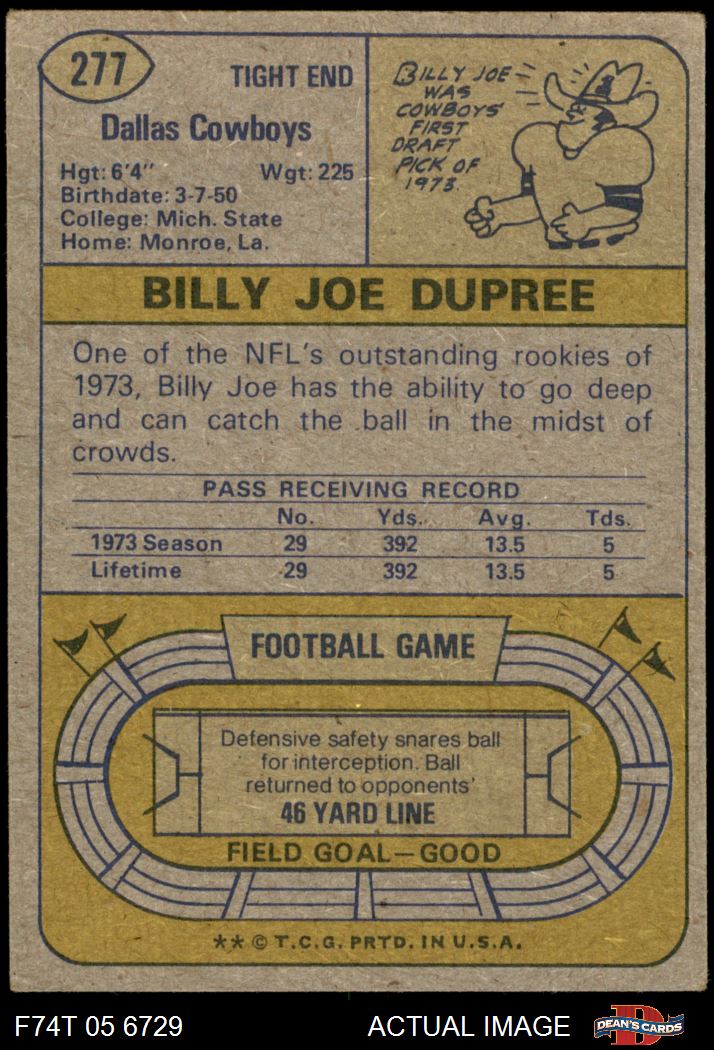 277
TIGHT END
Dallas Cowboys
Hgt: 6'4" Wgt: 225
Birthdate: 3-7-50
College: Mich. State
Home: Monroe, La.
BILLY JOE
WAS
COWBOYS'
FIRST
DRAFT
PICK OF
1973.
BILLY JOE DUPREE
One of the NFL's outstanding rookies of
1973, Billy Joe has the ability to go deep
and can catch the ball in the midst of
crowds.
PASS RECEIVING RECORD
No. Yds. Avg. Tds.
1973 Season 29 392 13.5 5
Lifetime 29 392 13.5 5
FOOTBALL GAME
Defensive safety snares ball
for interception. Ball
returned to opponents'
46 YARD LINE
FIELD GOAL—GOOD
** © T.C.G. PRTD. IN U.S.A.
F74T 05 6729 ACTUAL IMAGE
D
DEAN'S CARDS